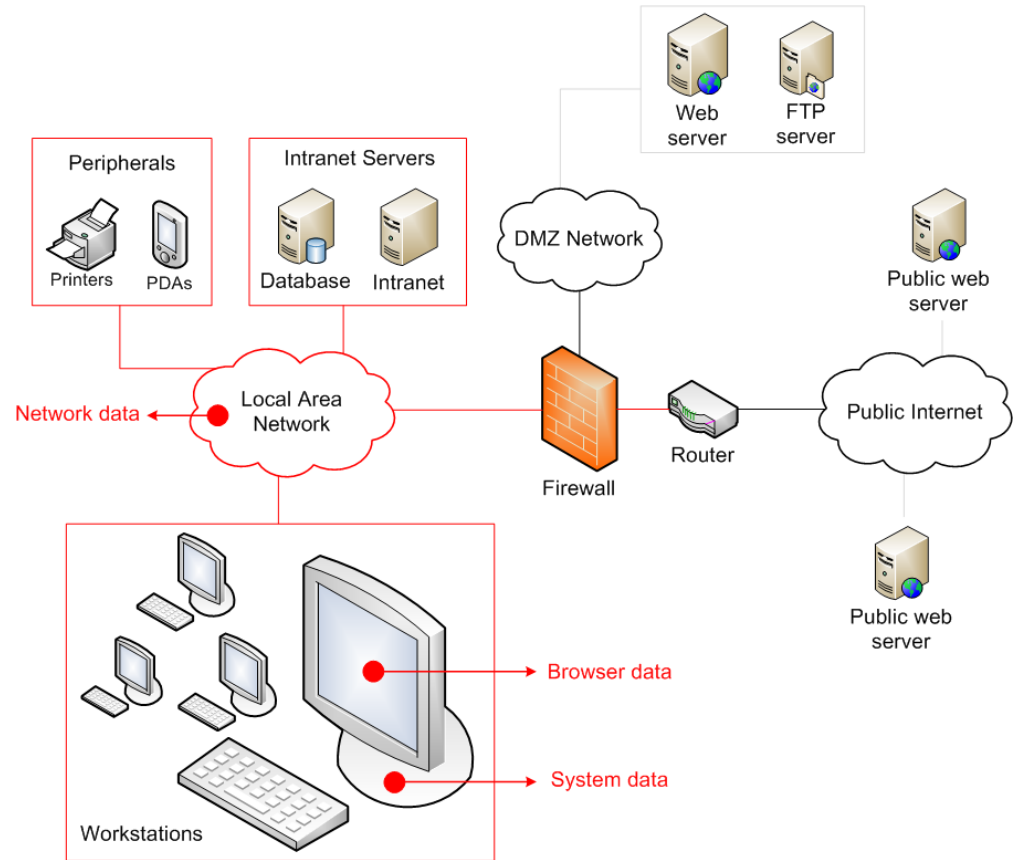 Web
server
FTP
server
Peripherals
Printers
PDAs
Intranet Servers
Database
Intranet
DMZ Network
Public web
server
Network data
Local Area
Network
Firewall
Router
Public Internet
Public web
server
Browser data
System data
Workstations